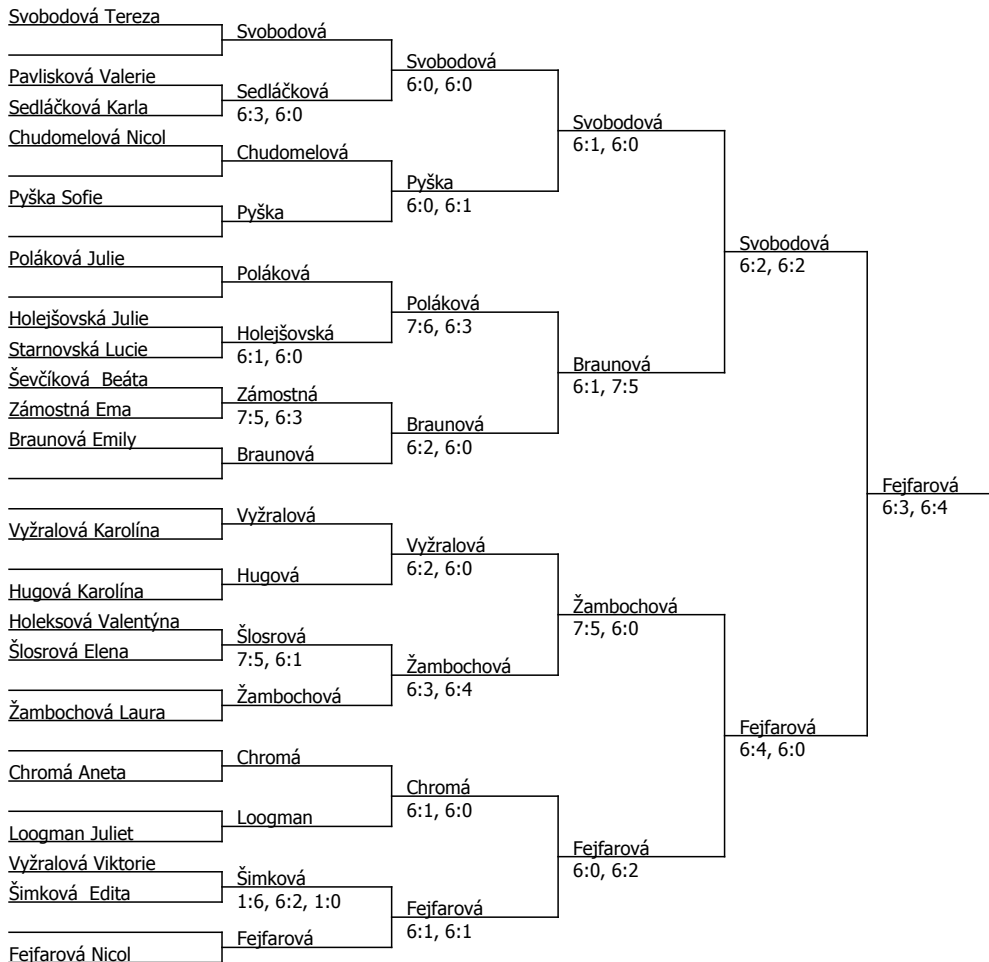 Svobodová Tereza
Pavlisková Valerie
Sedláčková Karla
Chudomelová Nicol
Pyška Sofie
Poláková Julie
Holejšovská Julie
Starnovská Lucie
Ševčíková  Beáta
Zámostná Ema
Braunová Emily
Vyžralová Karolína
Hugová Karolína
Holeksová Valentýna
Šlosrová Elena
Žambochová Laura
Chromá Aneta
Loogman Juliet
Vyžralová Viktorie
Šimková  Edita
Fejfarová Nicol
Svobodová
Sedláčková
6:3, 6:0
Chudomelová
Pyška
Poláková
Holejšovská
6:1, 6:0
Zámostná
7:5, 6:3
Braunová
Vyžralová
Hugová
Šlosrová
7:5, 6:1
Žambochová
Chromá
Loogman
Šimková
1:6, 6:2, 1:0
Fejfarová
Svobodová
6:0, 6:0
Pyška
6:0, 6:1
Poláková
7:6, 6:3
Braunová
6:2, 6:0
Vyžralová
6:2, 6:0
Žambochová
6:3, 6:4
Chromá
6:1, 6:0
Fejfarová
6:1, 6:1
Svobodová
6:1, 6:0
Braunová
6:1, 7:5
Žambochová
7:5, 6:0
Fejfarová
6:0, 6:2
Svobodová
6:2, 6:2
Fejfarová
6:4, 6:0
Fejfarová
6:3, 6:4